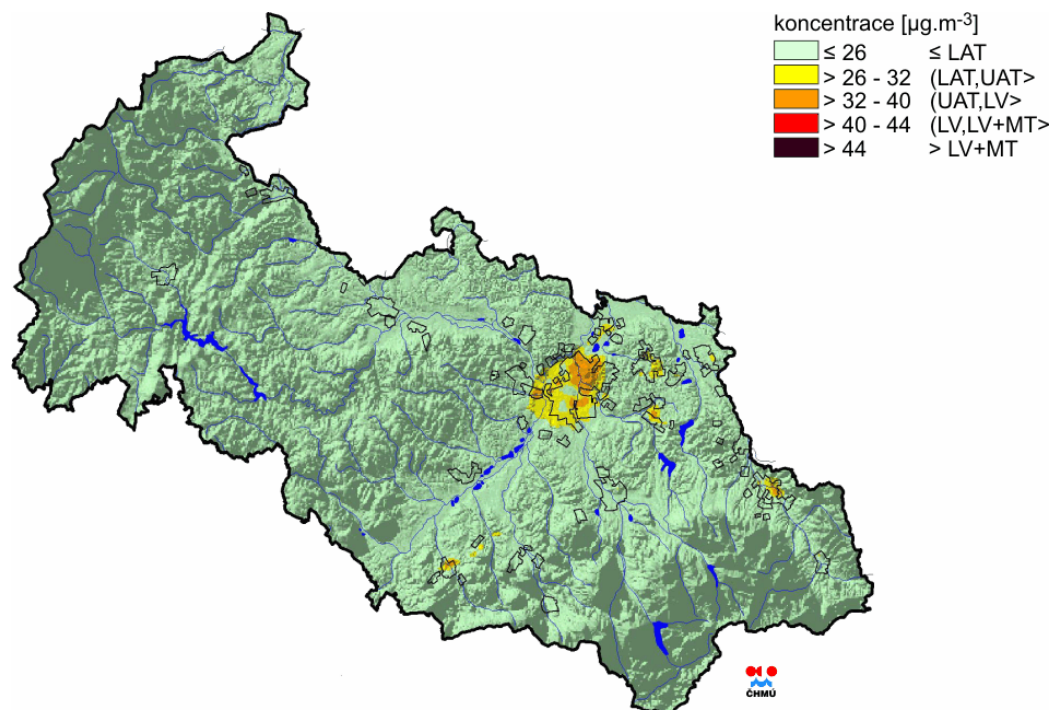 koncentrace [µg.m-3]
≤ 26 ≤ LAT
> 26 - 32 (LAT,UAT>
> 32 - 40 (UAT,LV>
> 40 - 44 (LV,LV+MT>
> 44 > LV+MT
ČHMÚ